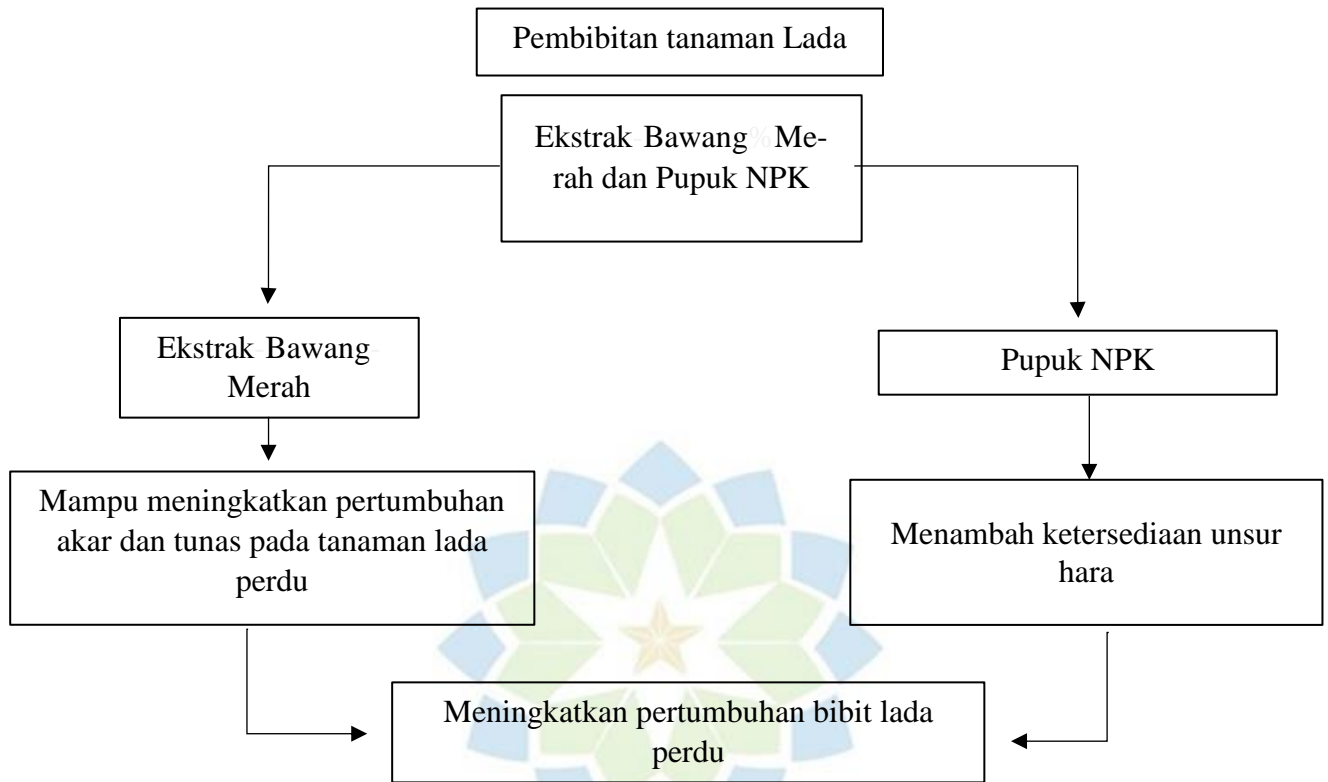 Pembibitan tanaman Lada
Ekstrak-Bawang%Me-
rah dan Pupuk NPK
Ekstrak-Bawang-
Merah
Pupuk NPK
Mampu meningkatkan pertumbuhan
akar dan tunas pada tanaman lada
perdu
Menambah ketersediaan unsur
hara
Meningkatkan pertumbuhan bibit lada
perdu